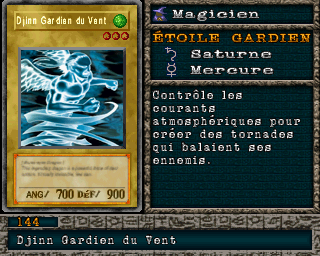 Djinn Gardien du Vent
ANG/ 700 DÉF/ 900
Magicien
ÉTOILE GARDIEN
Saturne
Mercure
Contrôle les
courants
atmosphériques pour
créer des tornades
qui balaient ses
ennemis.
144
Djinn Gardien du Vent